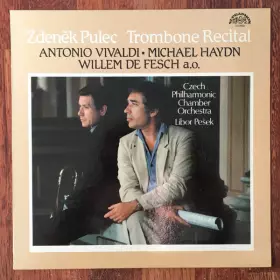 Zdeněk Pulec Trombone Recital
ANTONIO VIVALDI • MICHAEL HAYDN
WILLEM DE FESCH a.o.
Czech
Philharmonic
Chamber
Orchestra
Libor Pešek